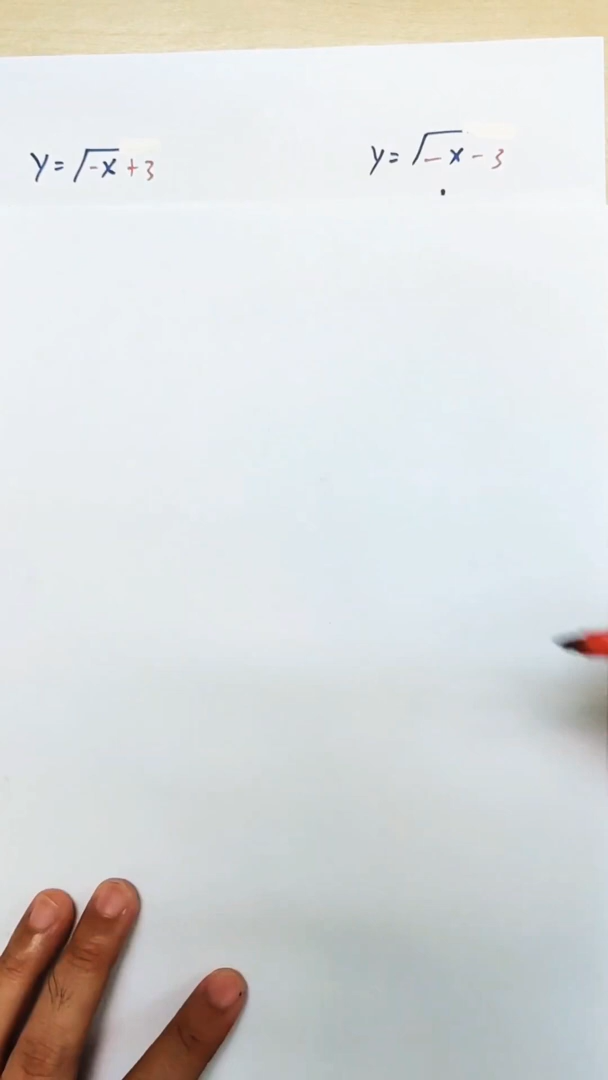 y = √-x + 3
y = √-x - 3